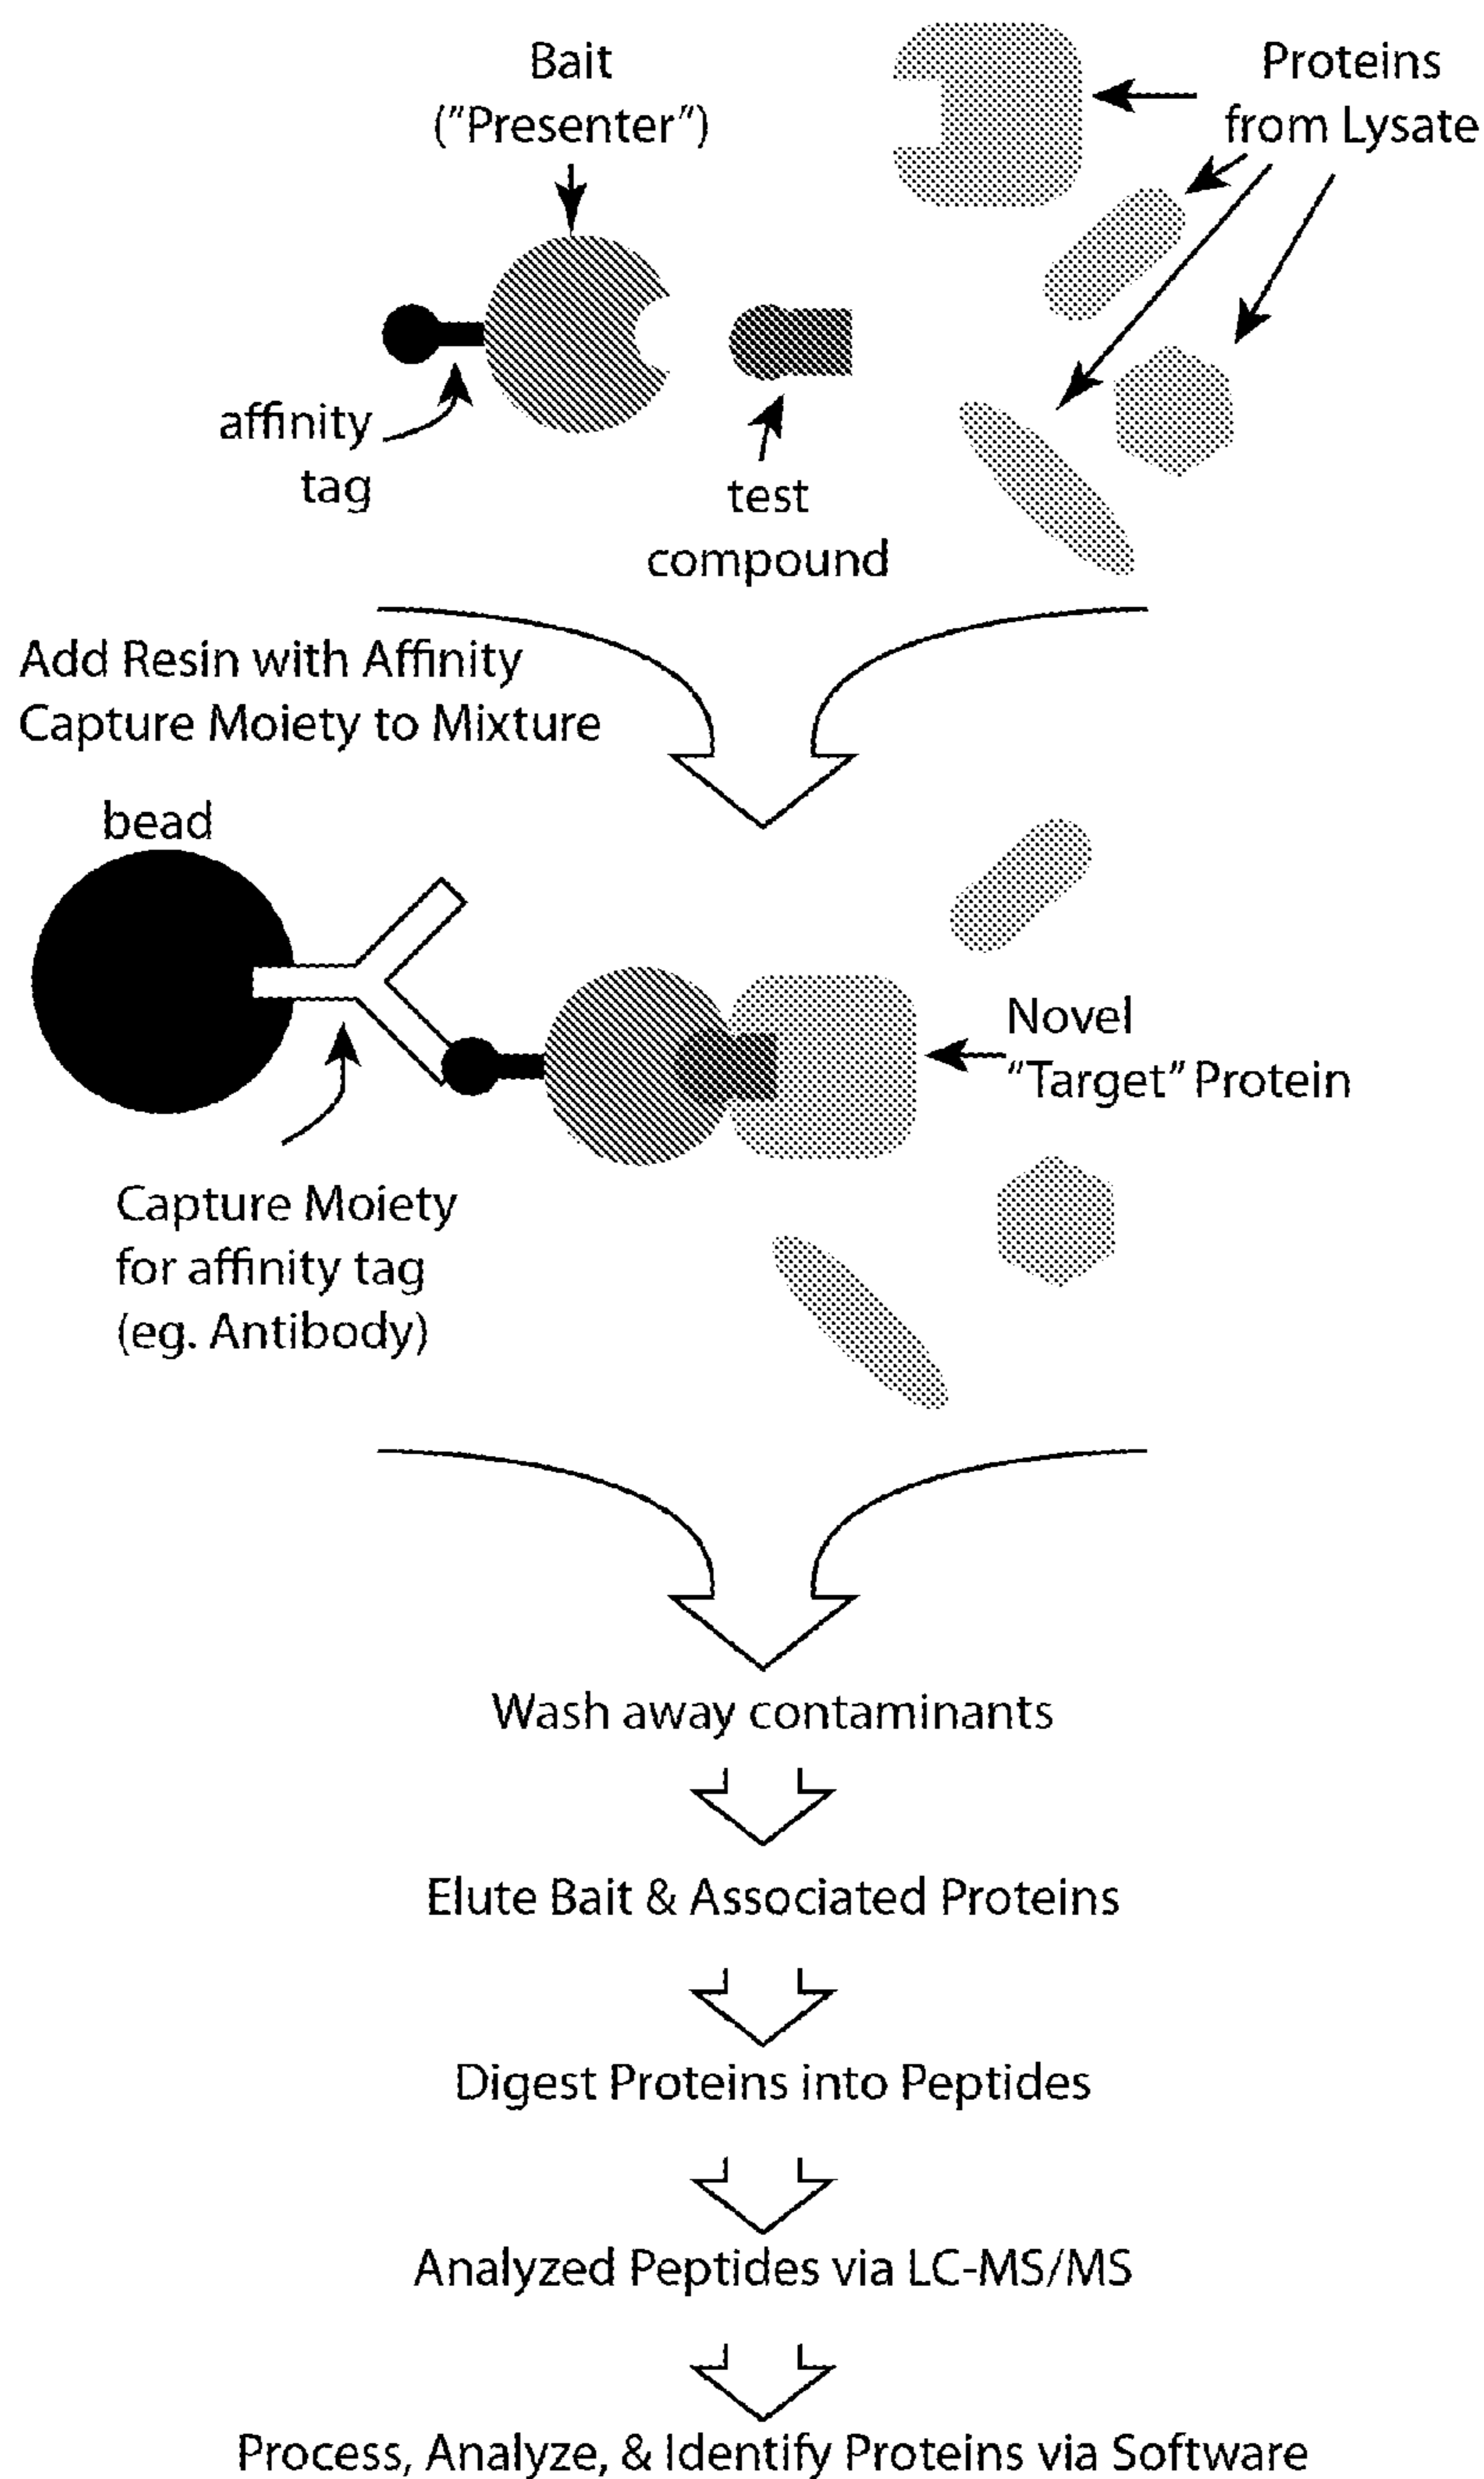 Bait
("Presenter")
Proteins
from Lysate
affinity
tag
test
compound
Add Resin with Affinity
Capture Moiety to Mixture
bead
Novel
"Target" Protein
Capture Moiety
for affinity tag
(eg. Antibody)
Wash away contaminants
Elute Bait & Associated Proteins
Digest Proteins into Peptides
Analyzed Peptides via LC-MS/MS
Process, Analyze, & Identify Proteins via Software